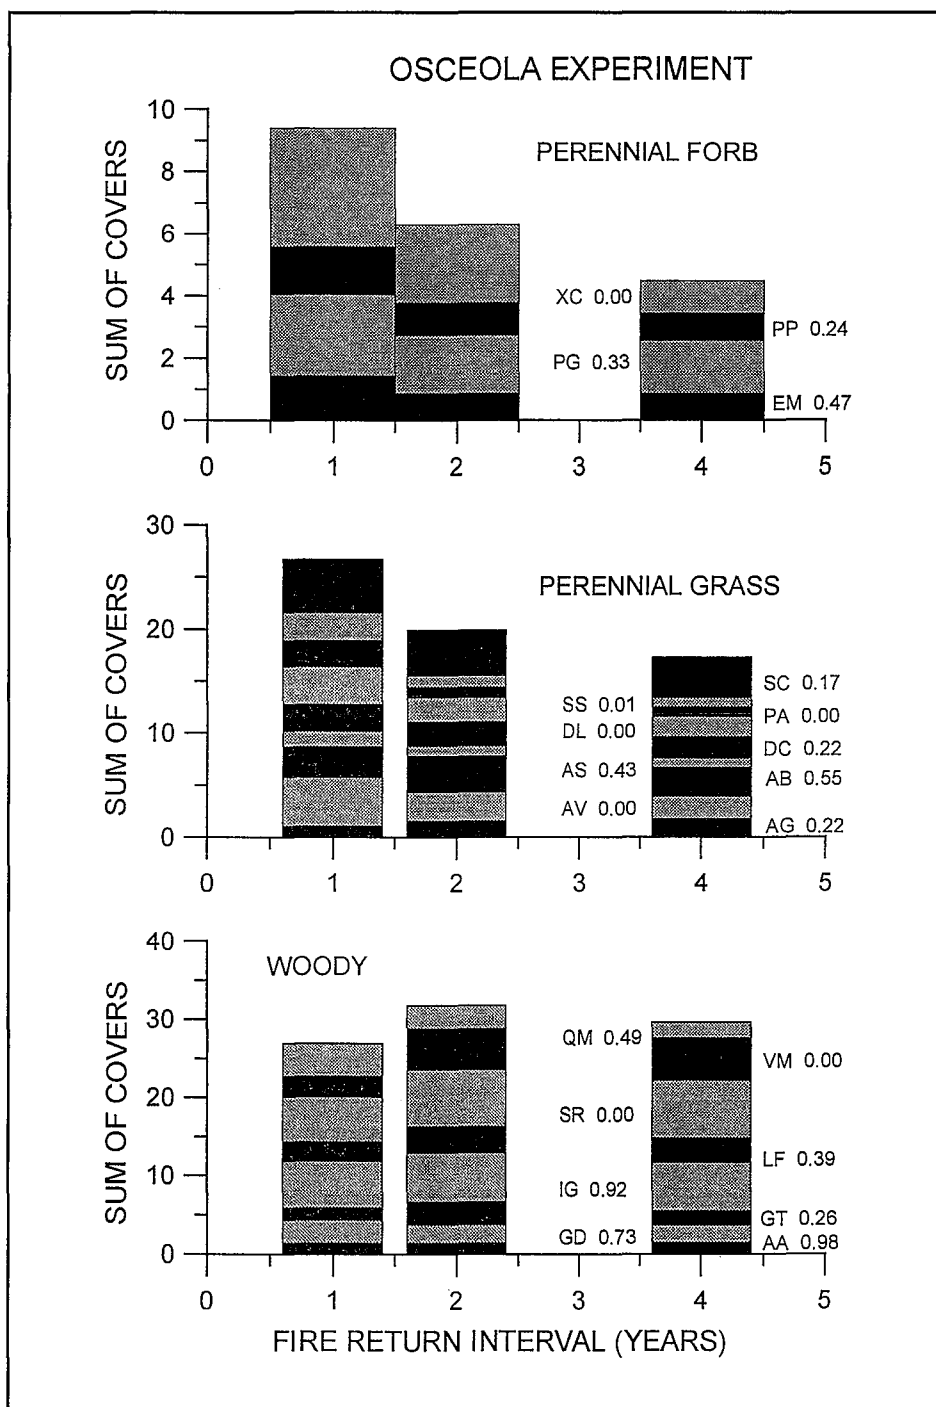 OSCEOLA EXPERIMENT
PERENNIAL FORB
SUM OF COVERS
10
8
6
4
2
0
XC 0.00
PP 0.24
PG 0.33
EM 0.47
0 1 2 3 4 5
PERENNIAL GRASS
SUM OF COVERS
30
20
10
0
SC 0.17
SS 0.01
PA 0.00
DL 0.00
DC 0.22
AS 0.43
AB 0.55
AV 0.00
AG 0.22
0 1 2 3 4 5
WOODY
SUM OF COVERS
40
30
20
10
0
QM 0.49
VM 0.00
SR 0.00
LF 0.39
IG 0.92
GT 0.26
GD 0.73
AA 0.98
0 1 2 3 4 5
FIRE RETURN INTERVAL (YEARS)